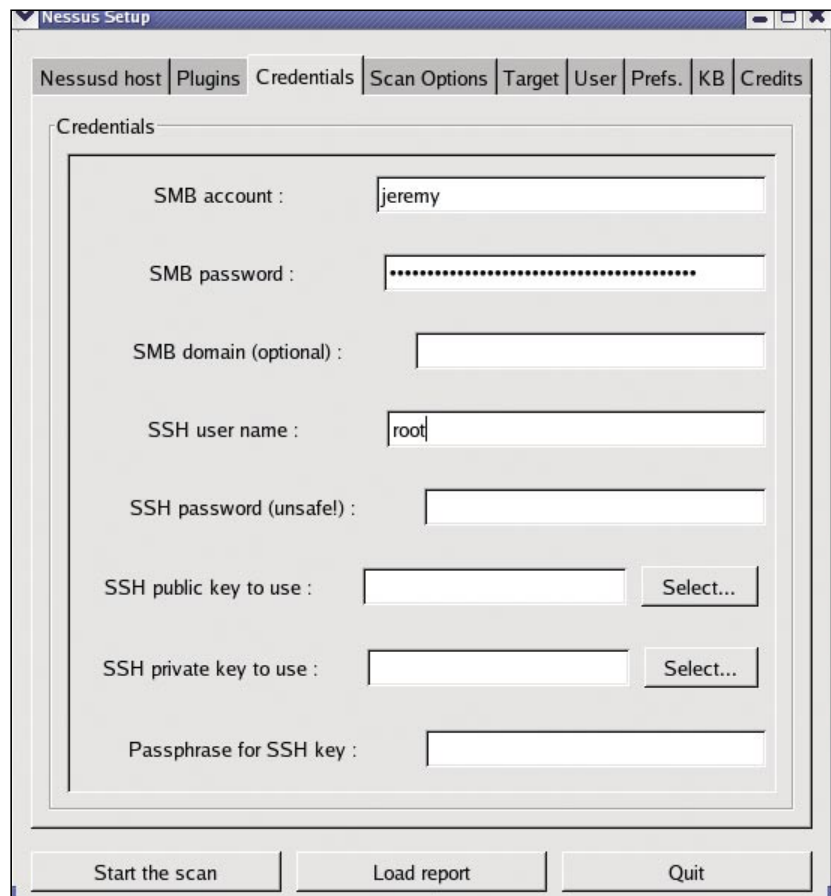 Nessus Setup
Nessusd host Plugins Credentials Scan Options Target User Prefs. KB Credits
Credentials
SMB account : jeremy
SMB password : •••••••••••••••••••••••••••••••••••••••••
SMB domain (optional) :
SSH user name : root
SSH password (unsafe!) :
SSH public key to use : Select...
SSH private key to use : Select...
Passphrase for SSH key :
Start the scan Load report Quit